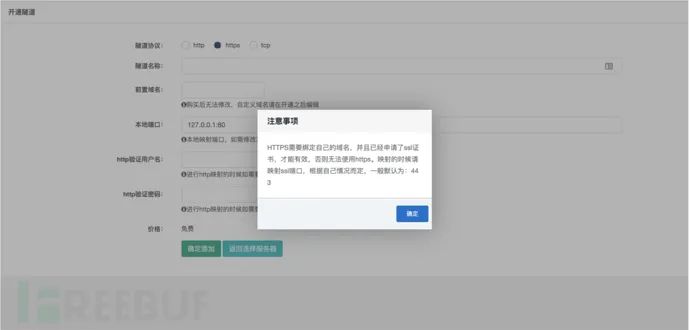 开通隧道
隧道协议： http https tcp
隧道名称：
前置域名：
购买后无法修改，自定义域名请在开通之后编辑
本地端口： 127.0.0.1:80
本地映射端口，如需修改
注意事项
HTTPS需要绑定自己的域名，并且已经申请了ssl证
书，才能有效，否则无法使用https。映射的时候请
映射ssl端口，根据自己情况而定，一般默认为：44
3
确定
http验证用户名：
进行http映射的时候如需要
http验证密码：
进行http映射的时候如需要
价格： 免费
确定添加 返回选择服务器
FREEBUF